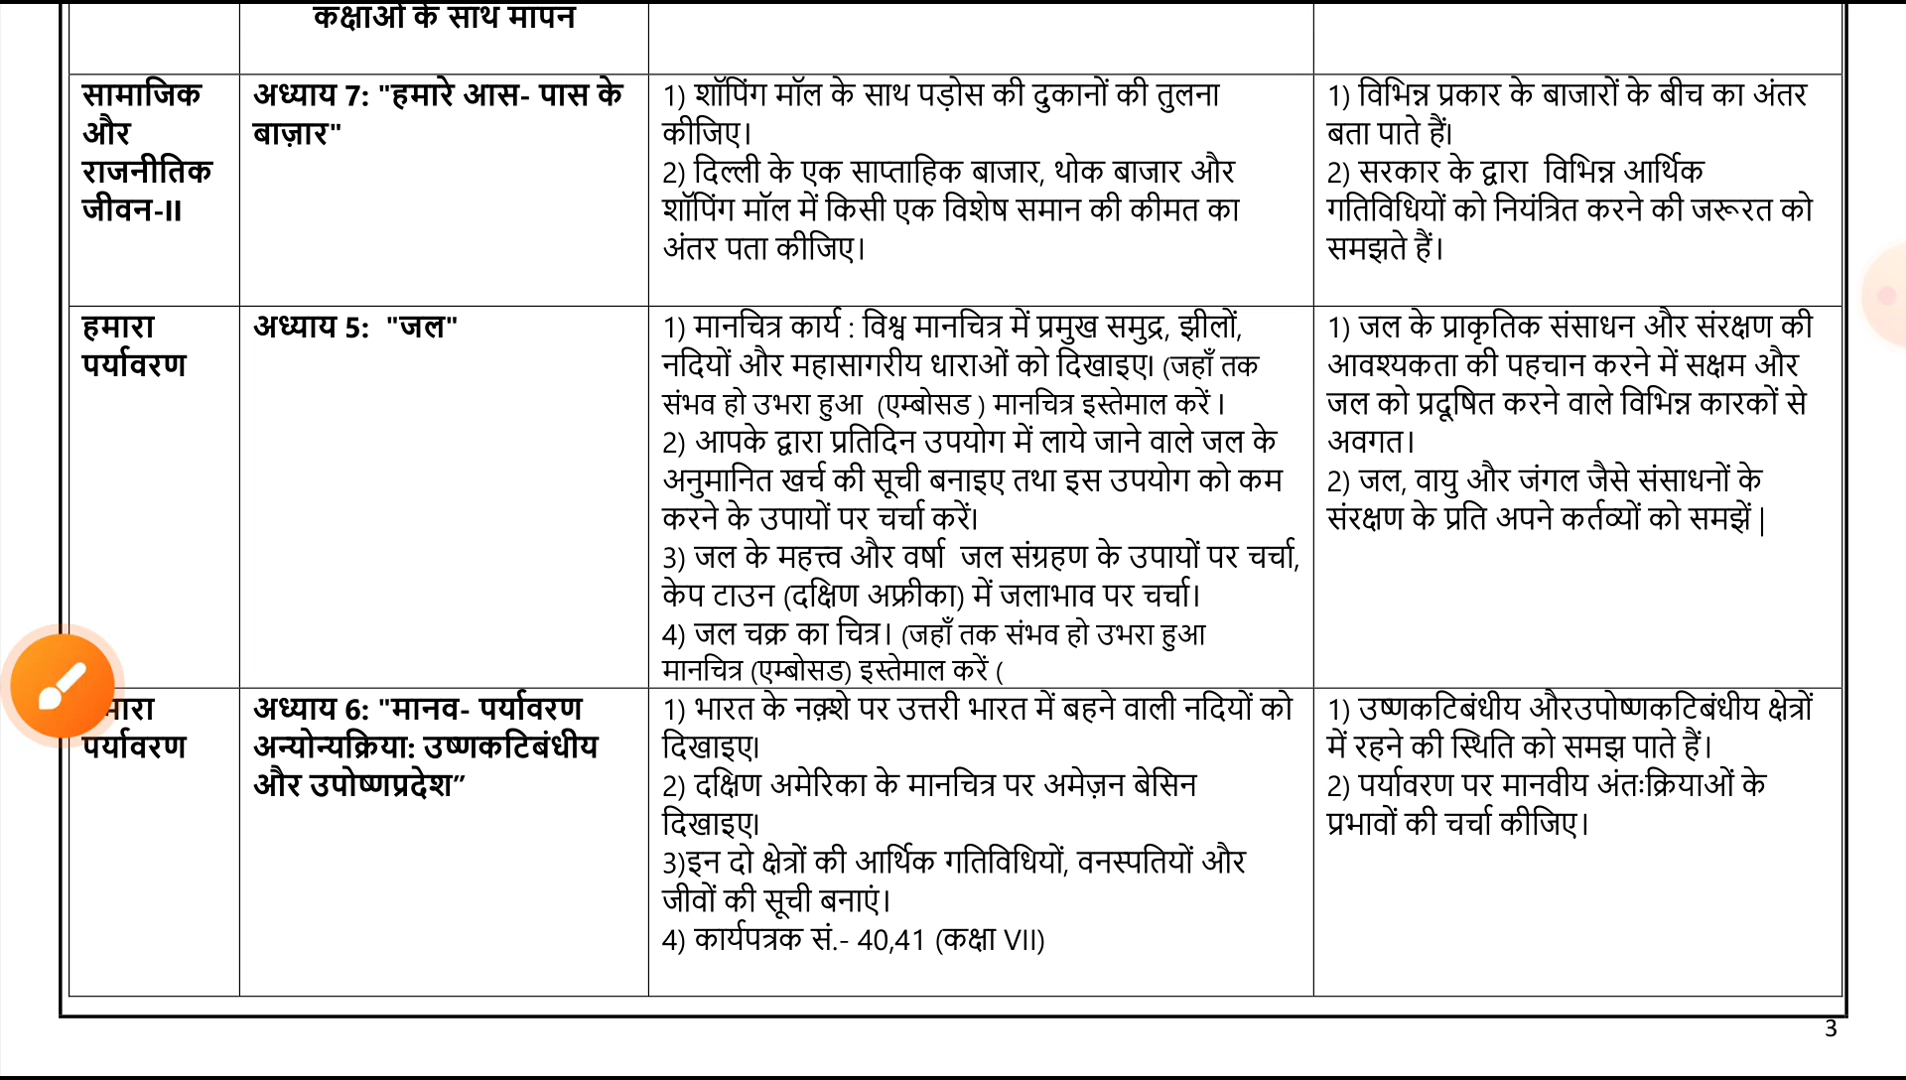 कक्षाओं के साथ मापन
सामाजिक
और
राजनीतिक
जीवन-II
अध्याय 7: "हमारे आस- पास के
बाज़ार"
1) शॉपिंग मॉल के साथ पड़ोस की दुकानों की तुलना
कीजिए।
2) दिल्ली के एक साप्ताहिक बाजार, थोक बाजार और
शॉपिंग मॉल में किसी एक विशेष समान की कीमत का
अंतर पता कीजिए।
1) विभिन्न प्रकार के बाजारों के बीच का अंतर
बता पाते हैं।
2) सरकार के द्वारा  विभिन्न आर्थिक
गतिविधियों को नियंत्रित करने की जरूरत को
समझते हैं।
हमारा
पर्यावरण
अध्याय 5:  "जल"
1) मानचित्र कार्य : विश्व मानचित्र में प्रमुख समुद्र, झीलों,
नदियों और महासागरीय धाराओं को दिखाइए। (जहाँ तक
संभव हो उभरा हुआ  (एम्बोसड ) मानचित्र इस्तेमाल करें ।
2) आपके द्वारा प्रतिदिन उपयोग में लाये जाने वाले जल के
अनुमानित खर्च की सूची बनाइए तथा इस उपयोग को कम
करने के उपायों पर चर्चा करें।
3) जल के महत्त्व और वर्षा  जल संग्रहण के उपायों पर चर्चा,
केप टाउन (दक्षिण अफ्रीका) में जलाभाव पर चर्चा।
4) जल चक्र का चित्र। (जहाँ तक संभव हो उभरा हुआ
मानचित्र (एम्बोसड) इस्तेमाल करें (
1) जल के प्राकृतिक संसाधन और संरक्षण की
आवश्यकता की पहचान करने में सक्षम और
जल को प्रदूषित करने वाले विभिन्न कारकों से
अवगत।
2) जल, वायु और जंगल जैसे संसाधनों के
संरक्षण के प्रति अपने कर्तव्यों को समझें |
मारा
पर्यावरण
अध्याय 6: "मानव- पर्यावरण
अन्योन्यक्रिया: उष्णकटिबंधीय
और उपोष्णप्रदेश”
1) भारत के नक़्शे पर उत्तरी भारत में बहने वाली नदियों को
दिखाइए।
2) दक्षिण अमेरिका के मानचित्र पर अमेज़न बेसिन
दिखाइए।
3)इन दो क्षेत्रों की आर्थिक गतिविधियों, वनस्पतियों और
जीवों की सूची बनाएं।
4) कार्यपत्रक सं.- 40,41 (कक्षा VII)
1) उष्णकटिबंधीय औरउपोष्णकटिबंधीय क्षेत्रों
में रहने की स्थिति को समझ पाते हैं।
2) पर्यावरण पर मानवीय अंतःक्रियाओं के
प्रभावों की चर्चा कीजिए।
3